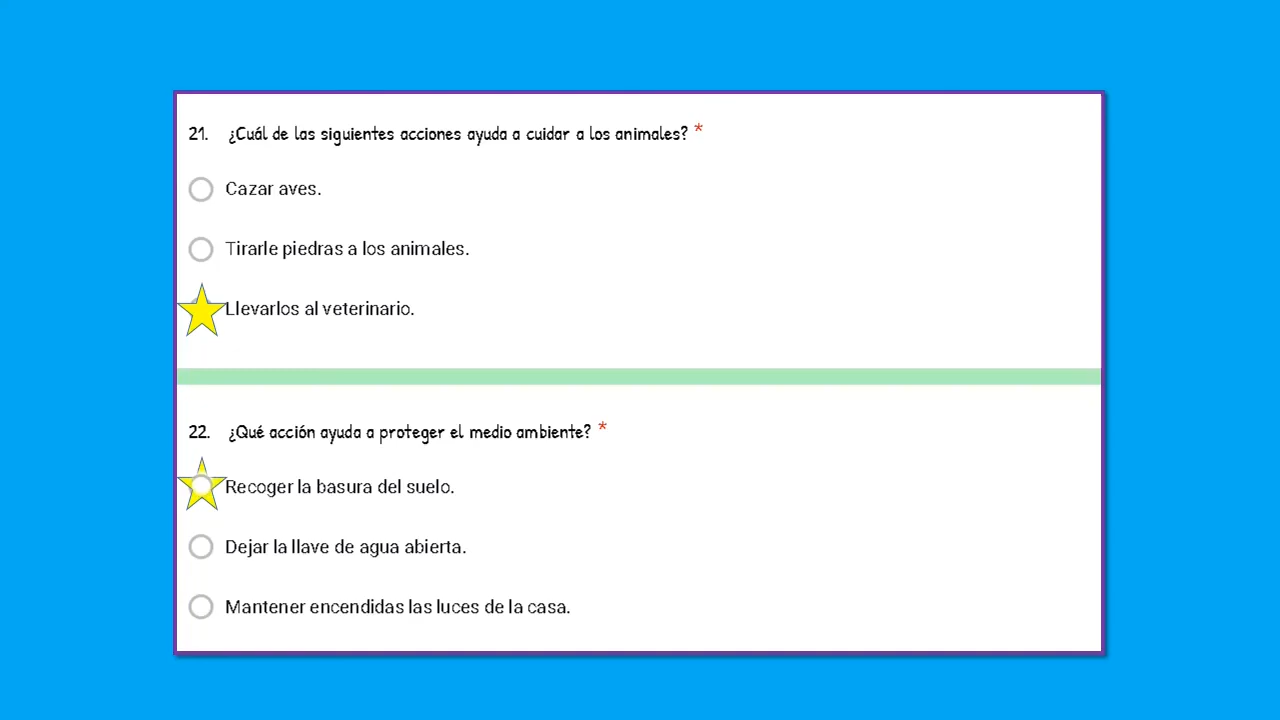 21. ¿Cuál de las siguientes acciones ayuda a cuidar a los animales? *
Cazar aves.
Tirarle piedras a los animales.
Llevarlos al veterinario.
22. ¿Qué acción ayuda a proteger el medio ambiente? *
Recoger la basura del suelo.
Dejar la llave de agua abierta.
Mantener encendidas las luces de la casa.